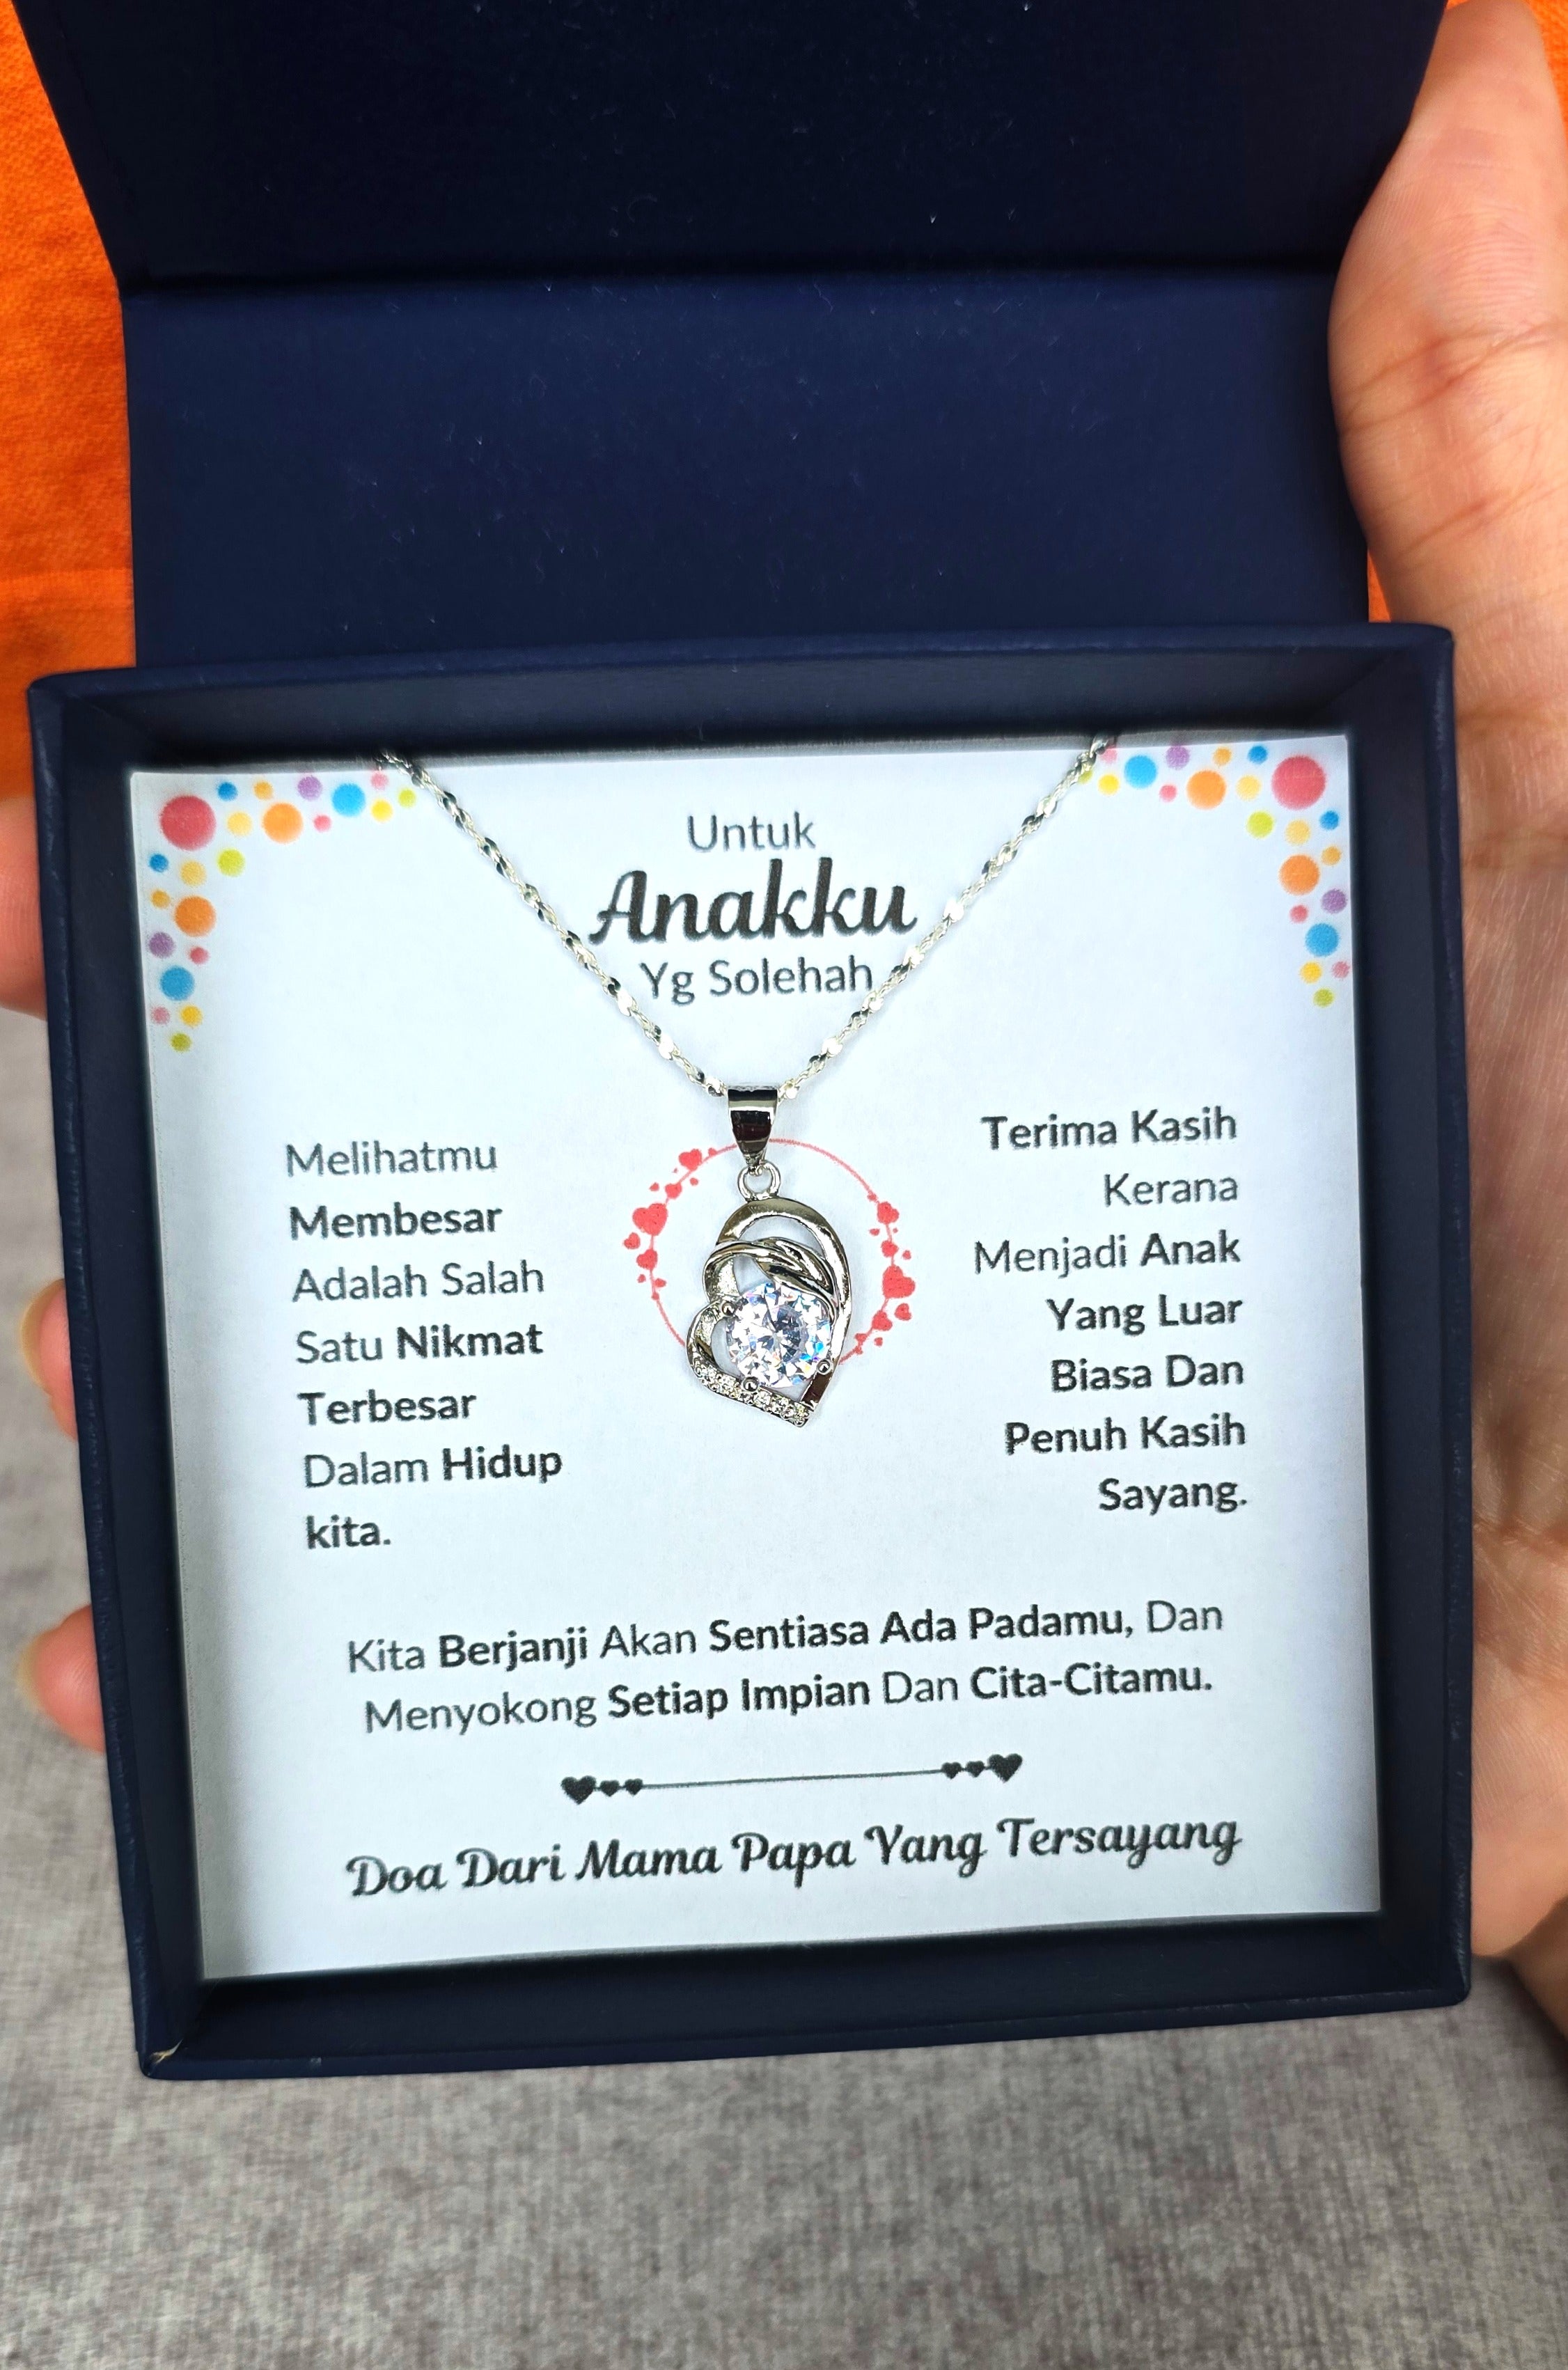 Untuk
Anakku
Yg Solehah
Melihatmu
Membesar
Adalah Salah
Satu Nikmat
Terbesar
Dalam Hidup
kita.
Terima Kasih
Kerana
Menjadi Anak
Yang Luar
Biasa Dan
Penuh Kasih
Sayang.
Kita Berjanji Akan Sentiasa Ada Padamu, Dan
Menyokong Setiap Impian Dan Cita-Citamu.
Doa Dari Mama Papa Yang Tersayang